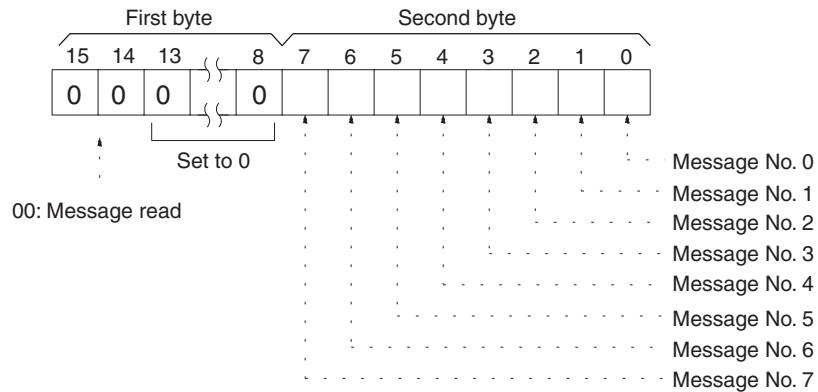 First byte Second byte
15 14 13 8 7 6 5 4 3 2 1 0
0 0 0 0
Set to 0
00: Message read
Message No. 0
Message No. 1
Message No. 2
Message No. 3
Message No. 4
Message No. 5
Message No. 6
Message No. 7